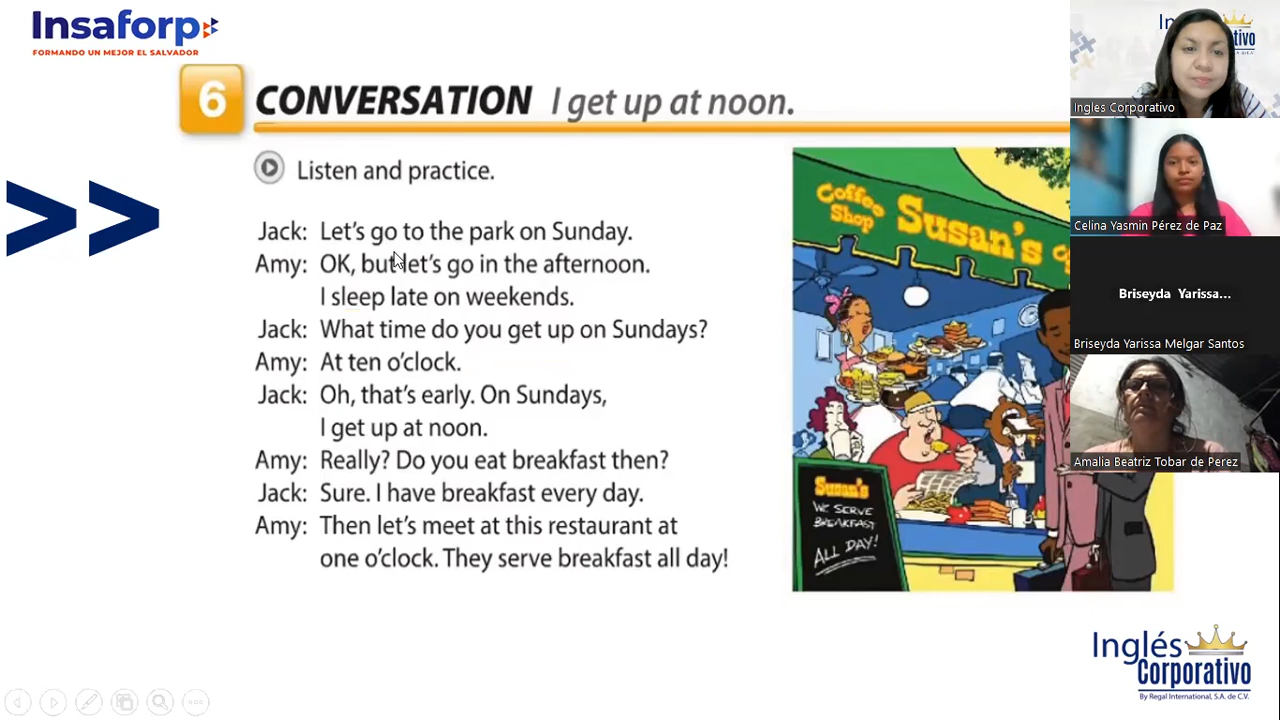 Insaforp
FORMANDO UN MEJOR EL SALVADOR
6 CONVERSATION I get up at noon.
Listen and practice.
Jack: Let's go to the park on Sunday.
Amy: OK, but let's go in the afternoon.
I sleep late on weekends.
Jack: What time do you get up on Sundays?
Amy: At ten o'clock.
Jack: Oh, that's early. On Sundays,
I get up at noon.
Amy: Really? Do you eat breakfast then?
Jack: Sure. I have breakfast every day.
Amy: Then let's meet at this restaurant at
one o'clock. They serve breakfast all day!
Coffee
Shop
Susan's
Susan's
WE SERVE
BREAKFAST
ALL DAY!
Ingles Corporativo
Celina Yasmin Pérez de Paz
Briseyda Yarissa...
Briseyda Yarissa Melgar Santos
Amalia Beatriz Tobar de Perez
Inglés
Corporativo
By Regal International, S.A. de C.V.